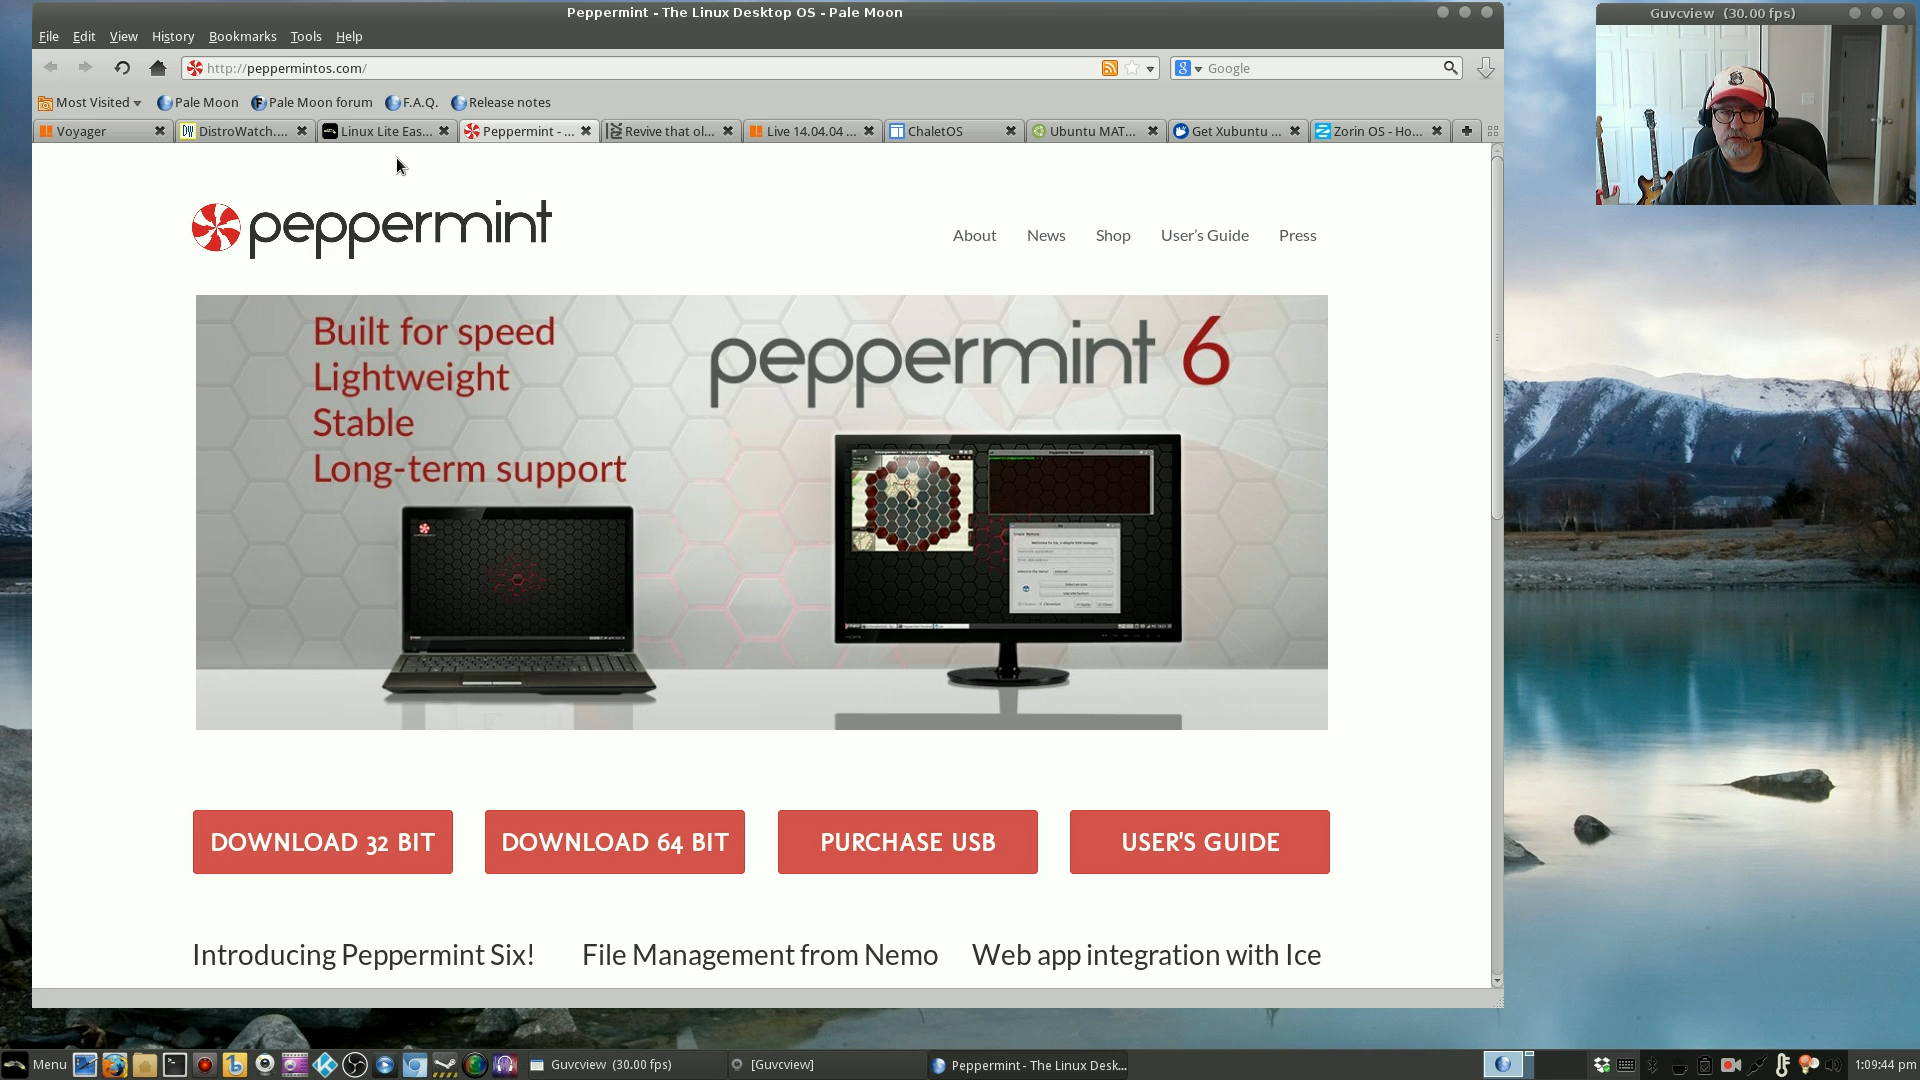 Peppermint - The Linux Desktop OS - Pale Moon
Guvcview (30.00 fps)
File Edit View History Bookmarks Tools Help
http://peppermintos.com/
Google
Most Visited Pale Moon Pale Moon forum F.A.Q. Release notes
Voyager DistroWatch.... Linux Lite Eas... Peppermint - ... Revive that ol... Live 14.04.04 ... ChaletOS Ubuntu MAT... Get Xubuntu ... Zorin OS - Ho...
peppermint
About News Shop User's Guide Press
Built for speed
Lightweight
Stable
Long-term support
peppermint 6
DOWNLOAD 32 BIT DOWNLOAD 64 BIT PURCHASE USB USER'S GUIDE
Introducing Peppermint Six! File Management from Nemo Web app integration with Ice
Menu Guvcview (30.00 fps) [Guvcview] Peppermint - The Linux Desk... 1:09:44 pm